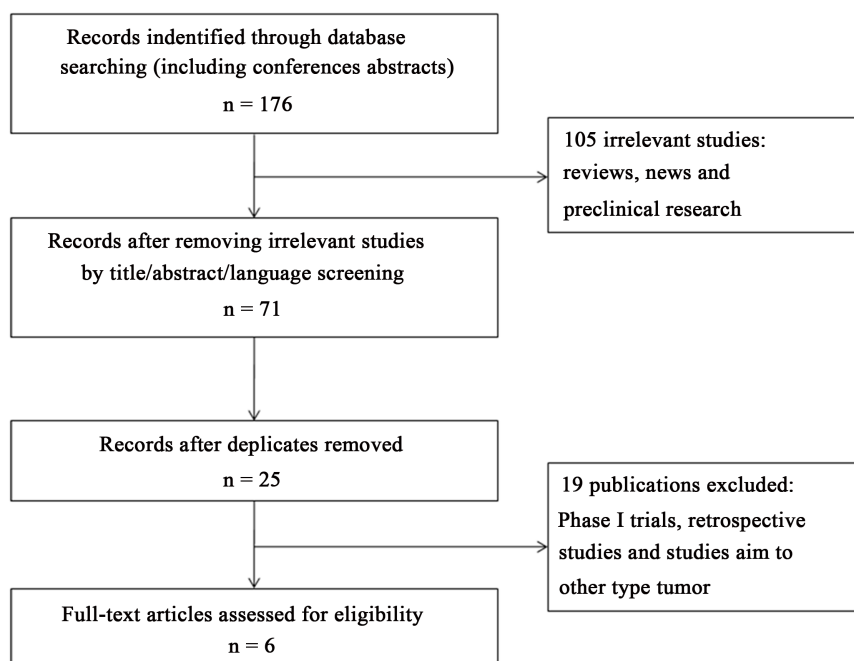 Records indentified through database
searching (including conferences abstracts)
n = 176
105 irrelevant studies:
reviews, news and
preclinical research
Records after removing irrelevant studies
by title/abstract/language screening
n = 71
Records after deplicates removed
n = 25
19 publications excluded:
Phase I trials, retrospective
studies and studies aim to
other type tumor
Full-text articles assessed for eligibility
n = 6